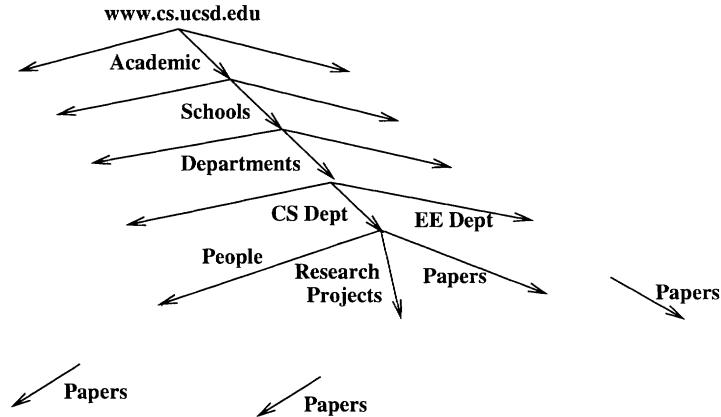 www.cs.ucsd.edu
Academic
Schools
Departments
CS Dept
EE Dept
People
Research
Projects
Papers
Papers
Papers
Papers